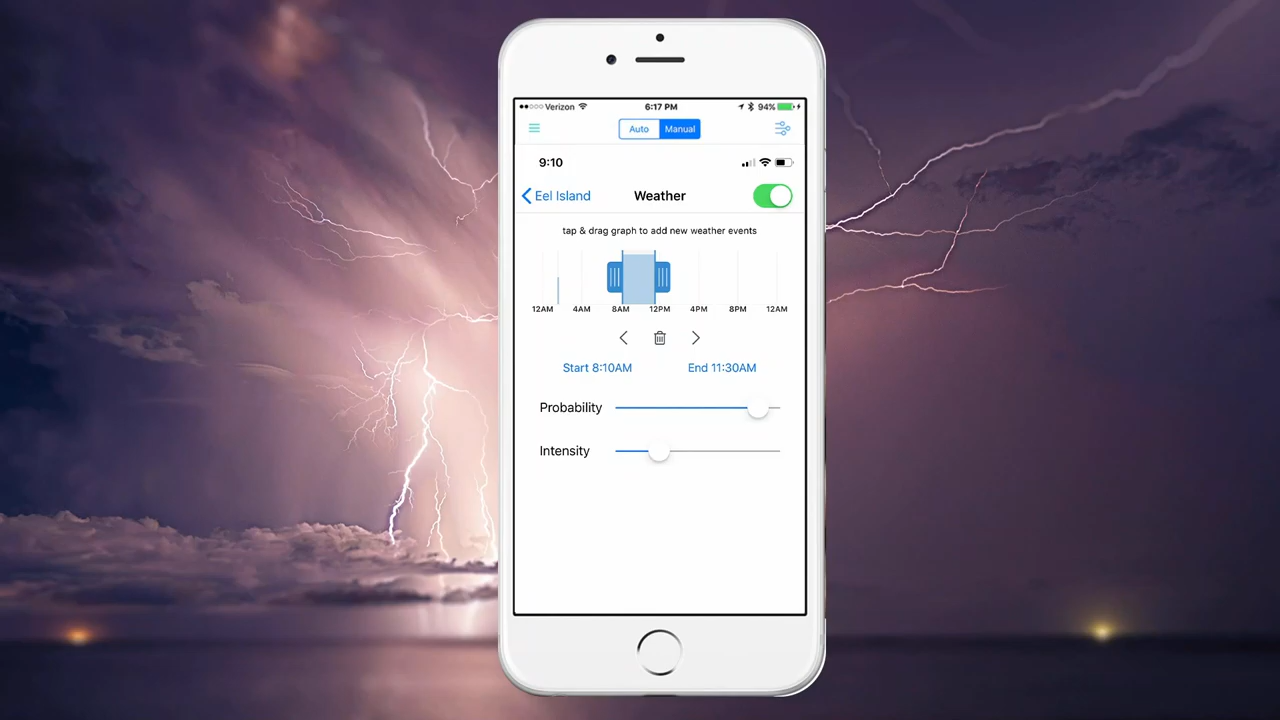 Verizon 6:17 PM 94%
Auto Manual
9:10
Eel Island Weather
tap & drag graph to add new weather events
12AM 4AM 8AM 12PM 4PM 8PM 12AM
Start 8:10AM End 11:30AM
Probability
Intensity